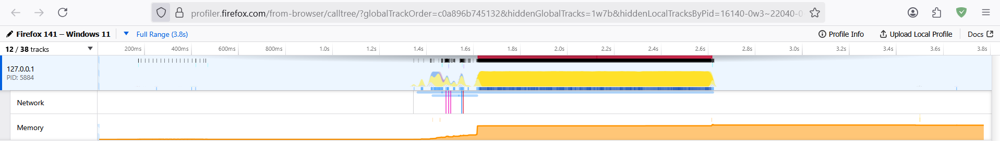 profiler.firefox.com/from-browser/calltree/?globalTrackOrder=c0a896b745132&hiddenGlobalTracks=1w7b&hiddenLocalTracksByPid=16140-0w3~22040-0
Firefox 141 – Windows 11 Full Range (3.8s) Profile Info Upload Local Profile Docs
12 / 38 tracks 200ms 400ms 600ms 800ms 1.0s 1.2s 1.4s 1.6s 1.8s 2.0s 2.2s 2.4s 2.6s 2.8s 3.0s 3.2s 3.4s 3.6s 3.8s
127.0.0.1
PID: 5884
Network
Memory